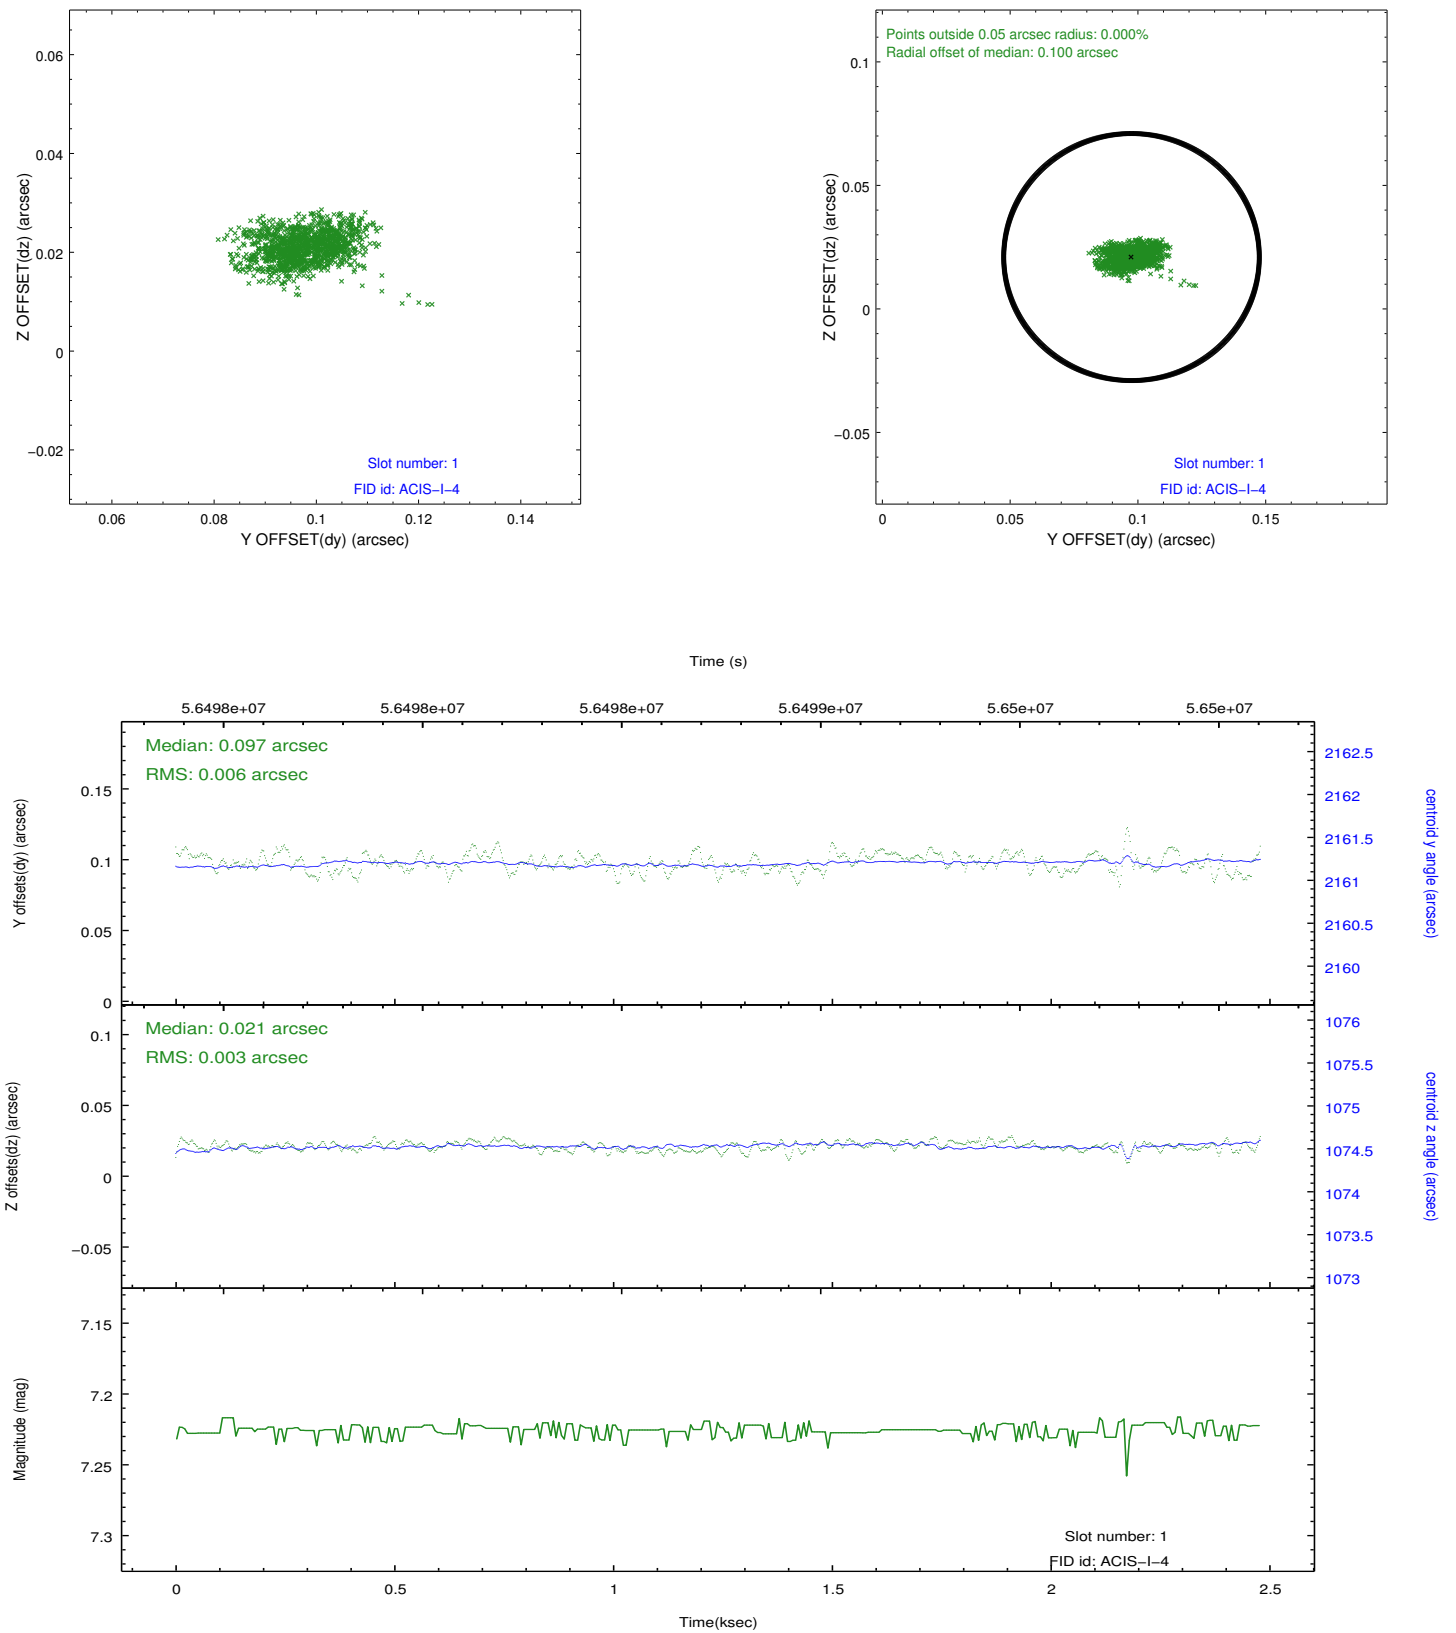 0.06
0.04
0.02
0
−0.02
Z OFFSET(dz) (arcsec)
Slot number: 1
FID id: ACIS−I−4
0.06 0.08 0.1 0.12 0.14
Y OFFSET(dy) (arcsec)
Points outside 0.05 arcsec radius: 0.000%
Radial offset of median: 0.100 arcsec
0.1
0.05
0
−0.05
Z OFFSET(dz) (arcsec)
Slot number: 1
FID id: ACIS−I−4
0 0.05 0.1 0.15
Y OFFSET(dy) (arcsec)
Time (s)
5.6498e+07 5.6498e+07 5.6498e+07 5.6499e+07 5.65e+07 5.65e+07
Median: 0.097 arcsec
RMS: 0.006 arcsec
0.15
0.1
0.05
0
Y offsets(dy) (arcsec)
2162.5
2162
2161.5
2161
2160.5
2160
centroid y angle (arcsec)
Median: 0.021 arcsec
RMS: 0.003 arcsec
0.1
0.05
0
−0.05
Z offsets(dz) (arcsec)
1076
1075.5
1075
1074.5
1074
1073.5
1073
centroid z angle (arcsec)
7.15
7.2
7.25
7.3
Magnitude (mag)
Slot number: 1
FID id: ACIS−I−4
0 0.5 1 1.5 2 2.5
Time(ksec)